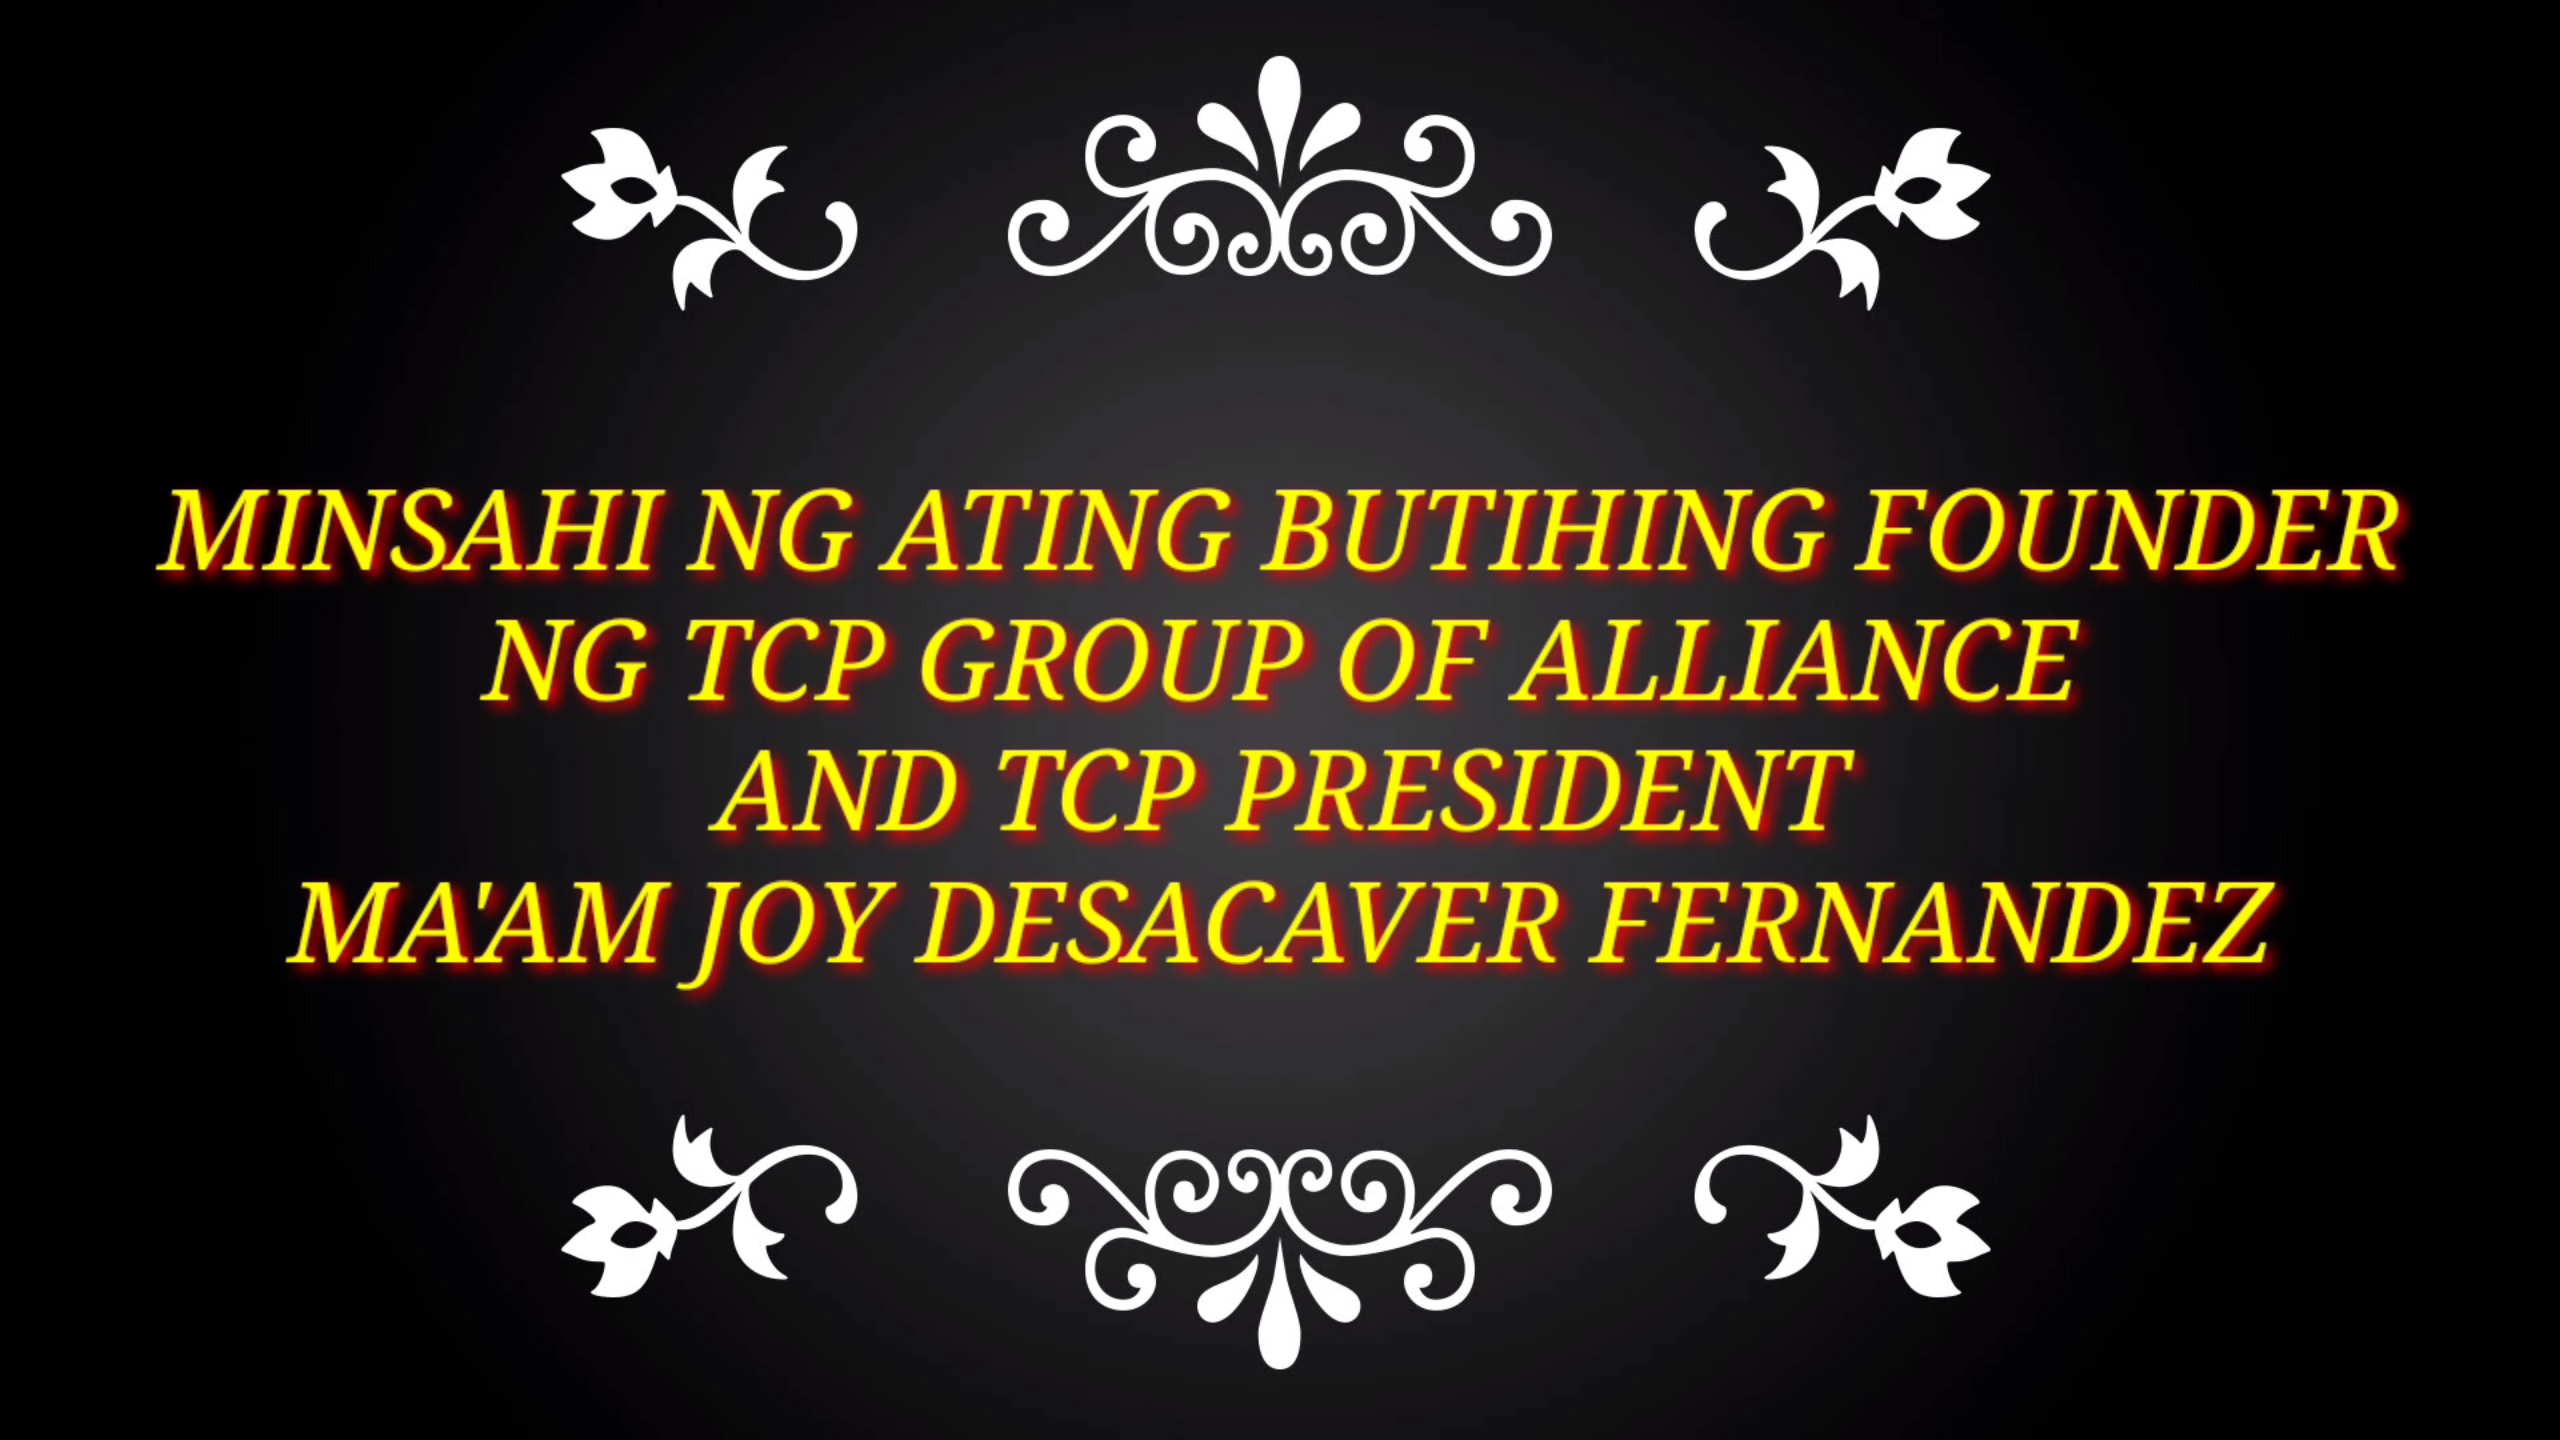 MINSAHI NG ATING BUTIHING FOUNDER
NG TCP GROUP OF ALLIANCE
AND TCP PRESIDENT
MA'AM JOY DESACAVER FERNANDEZ